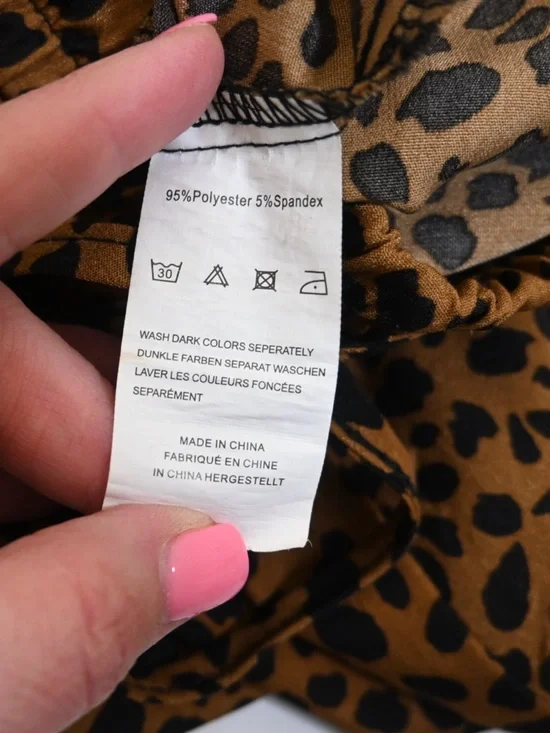 95%Polyester 5%Spandex
30
WASH DARK COLORS SEPERATELY
DUNKLE FARBEN SEPARAT WASCHEN
LAVER LES COULEURS FONCÉES
SEPARÉMENT
MADE IN CHINA
FABRIQUÉ EN CHINE
IN CHINA HERGESTELLT